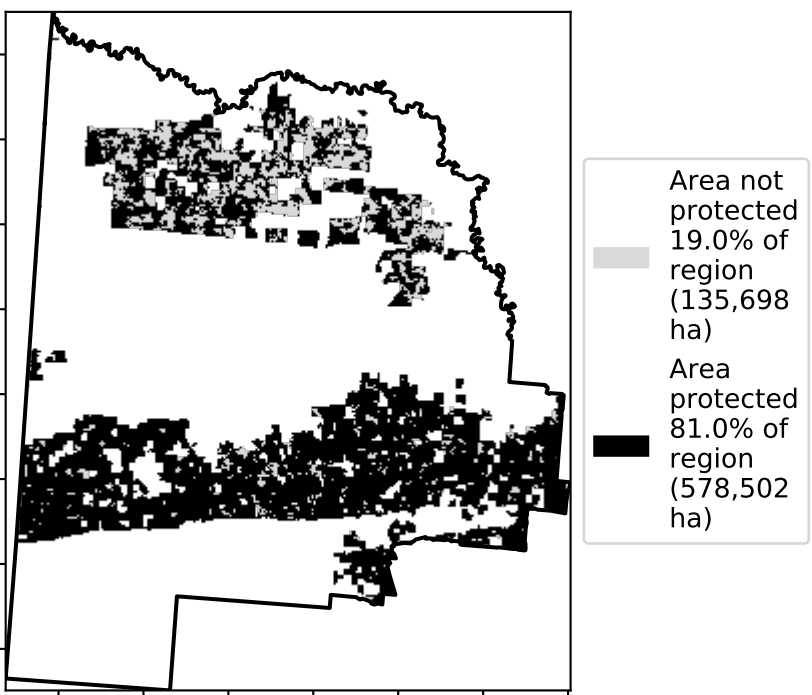 Area not
protected
19.0% of
region
(135,698
ha)
Area
protected
81.0% of
region
(578,502
ha)